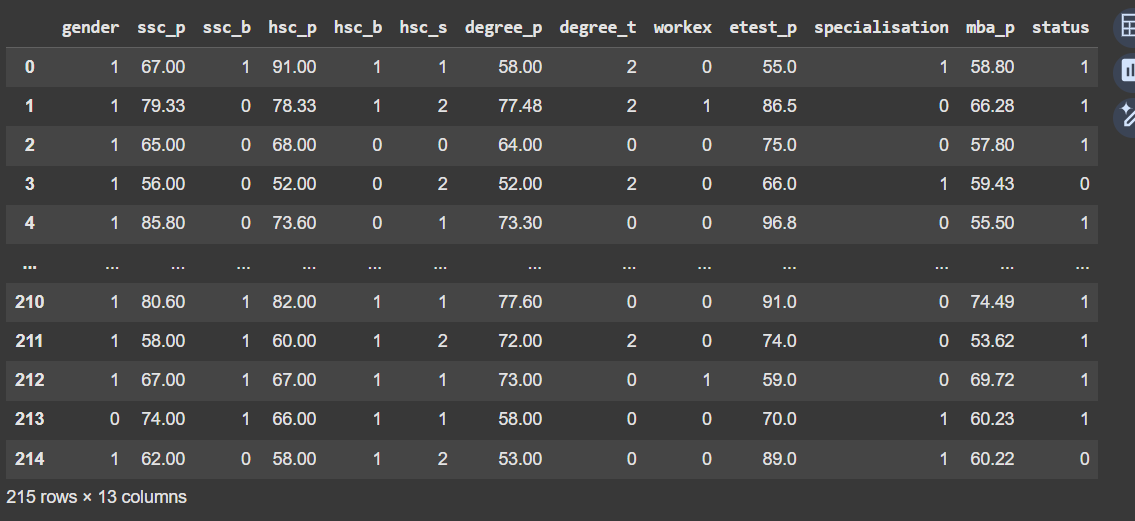 gender ssc_p ssc_b hsc_p hsc_b hsc_s degree_p degree_t workex etest_p specialisation mba_p status
0 1 67.00 1 91.00 1 1 58.00 2 0 55.0 1 58.80 1
1 1 79.33 0 78.33 1 2 77.48 2 1 86.5 0 66.28 1
2 1 65.00 0 68.00 0 0 64.00 0 0 75.0 0 57.80 1
3 1 56.00 0 52.00 0 2 52.00 2 0 66.0 1 59.43 0
4 1 85.80 0 73.60 0 1 73.30 0 0 96.8 0 55.50 1
... ... ... ... ... ... ... ... ... ... ... ... ... ...
210 1 80.60 1 82.00 1 1 77.60 0 0 91.0 0 74.49 1
211 1 58.00 1 60.00 1 2 72.00 2 0 74.0 0 53.62 1
212 1 67.00 1 67.00 1 1 73.00 0 1 59.0 0 69.72 1
213 0 74.00 1 66.00 1 1 58.00 0 0 70.0 1 60.23 1
214 1 62.00 0 58.00 1 2 53.00 0 0 89.0 1 60.22 0
215 rows × 13 columns